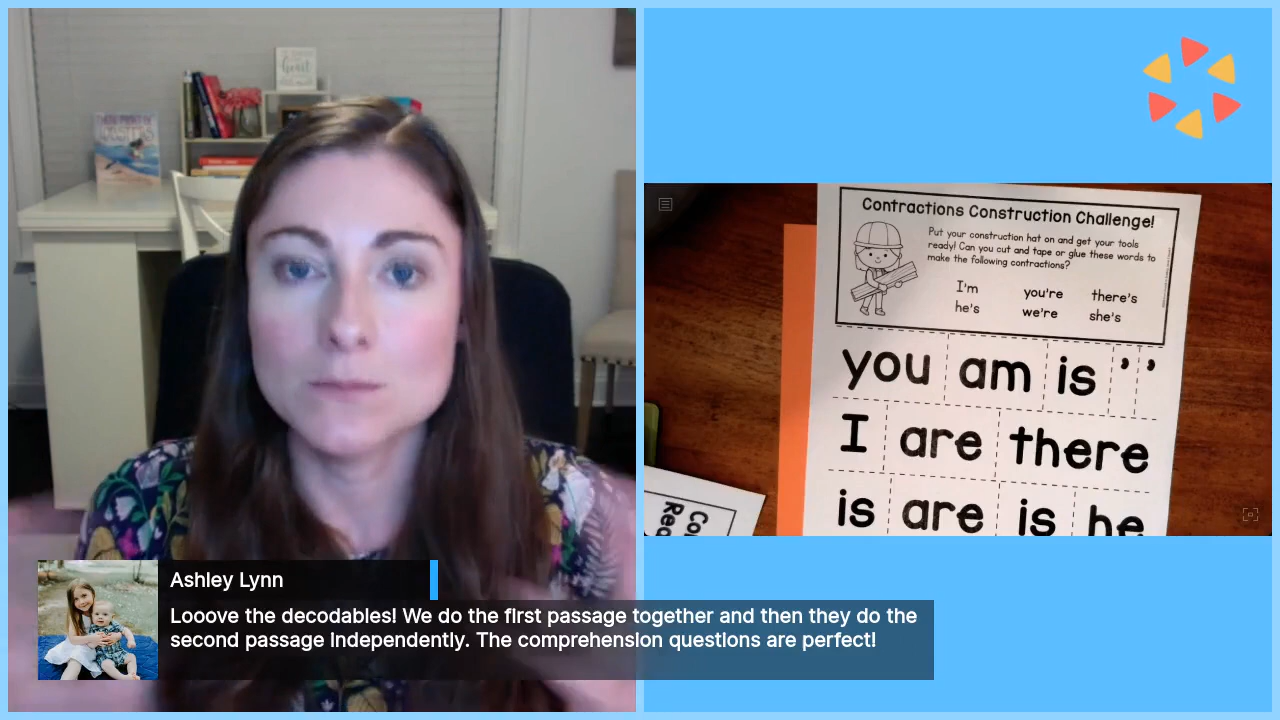 heart
Contractions Construction Challenge!
Put your construction hat on and get your tools
ready! Can you cut and tape or glue these words to
make the following contractions?
I'm you're there's
he's we're she's
you am is ' '
I are there
is are is he
Ashley Lynn
Looove the decodables! We do the first passage together and then they do the
second passage independently. The comprehension questions are perfect!